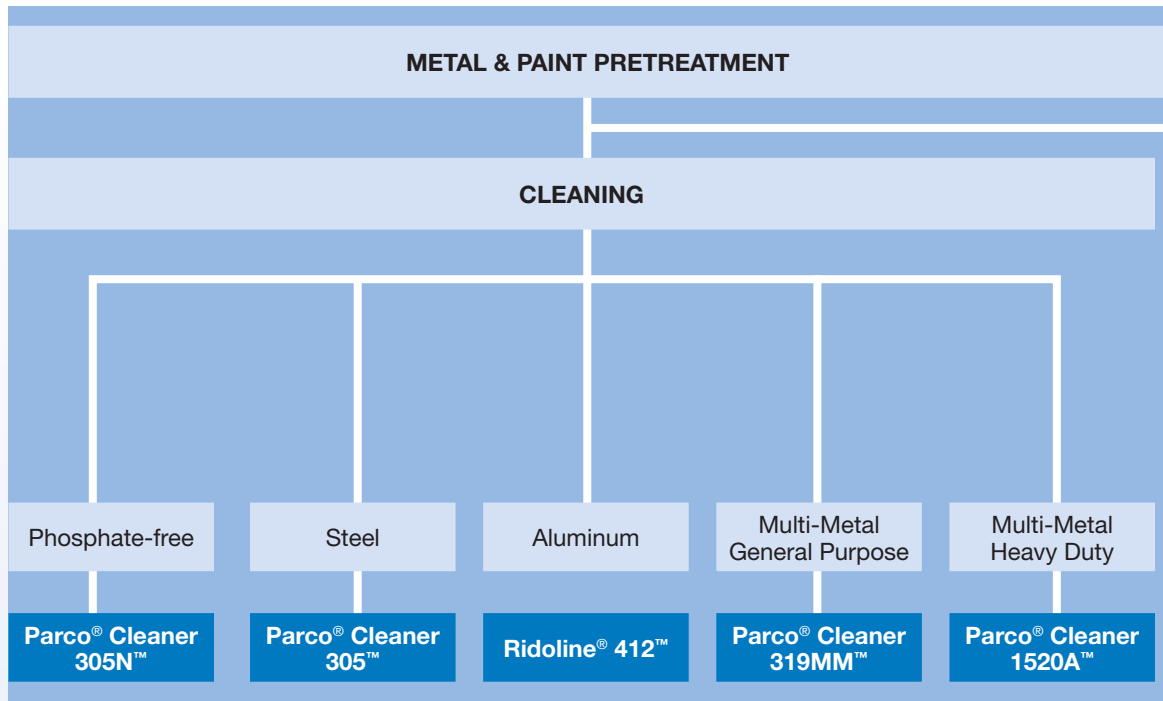 METAL & PAINT PRETREATMENT
CLEANING
Phosphate-free
Steel
Aluminum
Multi-Metal
General Purpose
Multi-Metal
Heavy Duty
Parco® Cleaner
305N™
Parco® Cleaner
305™
Ridoline® 412™
Parco® Cleaner
319MM™
Parco® Cleaner
1520A™